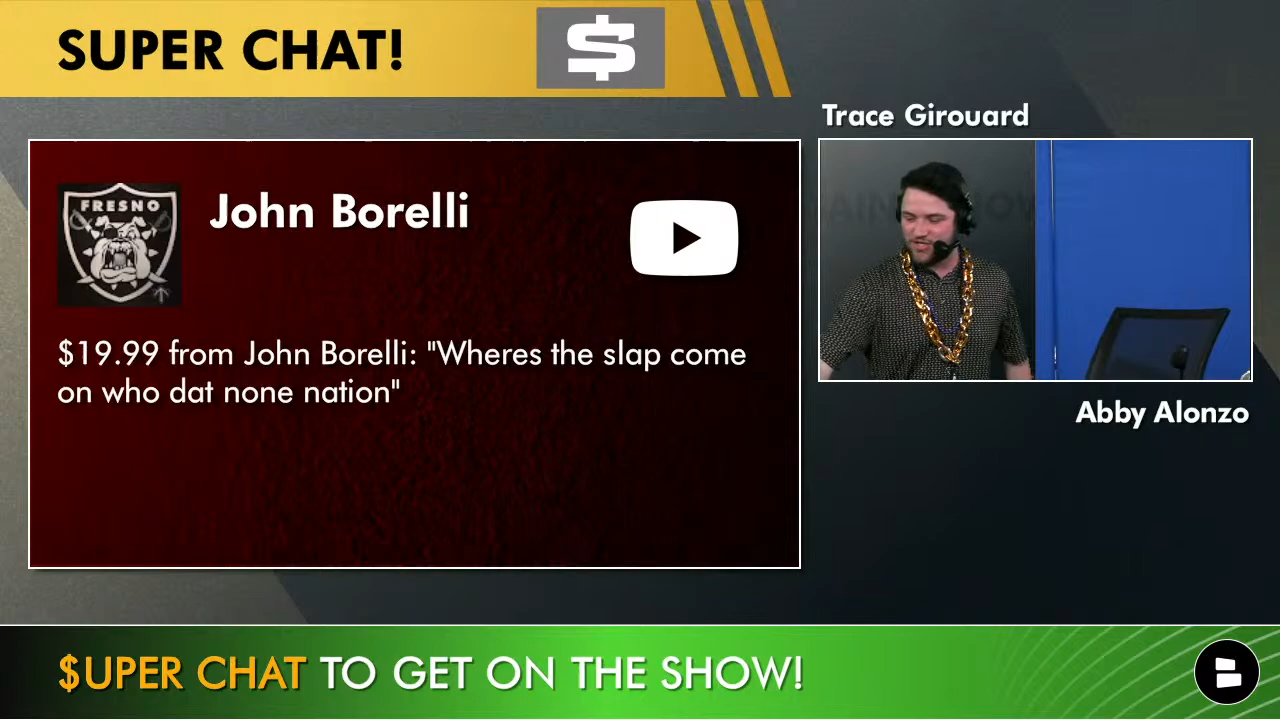 SUPER CHAT!
$
Trace Girouard
FRESNO
John Borelli
$19.99 from John Borelli: "Wheres the slap come
on who dat none nation"
Abby Alonzo
$UPER CHAT TO GET ON THE SHOW!